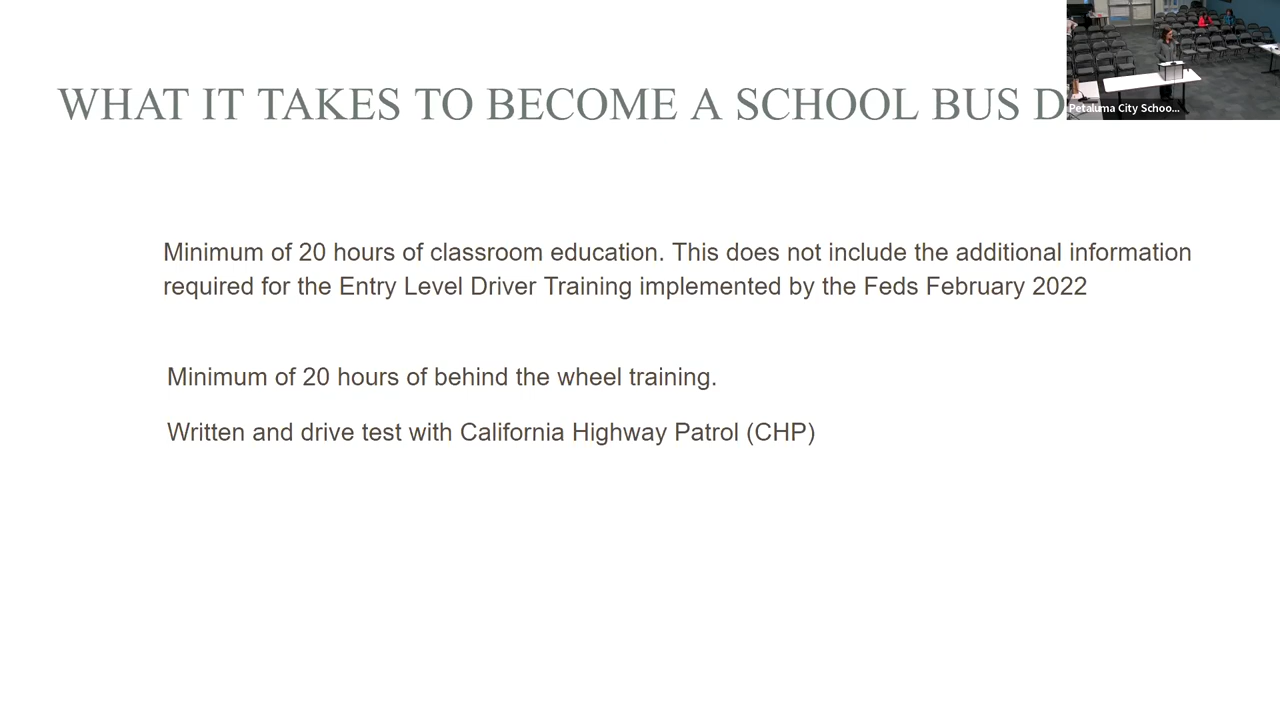 WHAT IT TAKES TO BECOME A SCHOOL BUS D
Petaluma City Schoo...
Minimum of 20 hours of classroom education. This does not include the additional information
required for the Entry Level Driver Training implemented by the Feds February 2022
Minimum of 20 hours of behind the wheel training.
Written and drive test with California Highway Patrol (CHP)